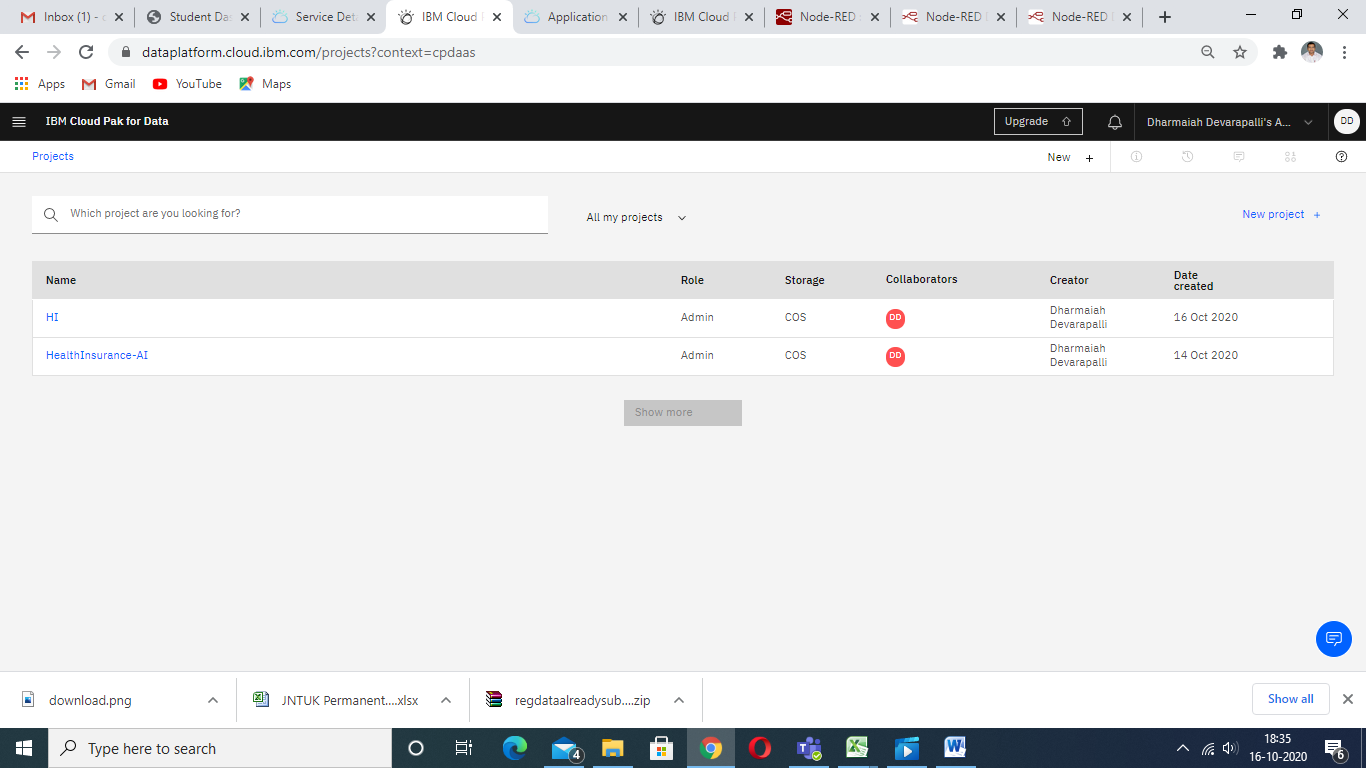 Inbox (1) - c
Student Das
Service Deta
IBM Cloud P
Application
IBM Cloud P
Node-RED :
Node-RED
Node-RED
dataplatform.cloud.ibm.com/projects?context=cpdaas
Apps
Gmail
YouTube
Maps
IBM Cloud Pak for Data
Upgrade
Dharmaiah Devarapalli's A...
DD
Projects
New +
Which project are you looking for?
All my projects
New project +
Name Role Storage Collaborators Creator Date
created
HI Admin COS DD Dharmaiah
Devarapalli 16 Oct 2020
HealthInsurance-AI Admin COS DD Dharmaiah
Devarapalli 14 Oct 2020
Show more
download.png
JNTUK Permanent....xlsx
regdataalreadysub....zip
Show all
Type here to search
4
18:35
16-10-2020
6